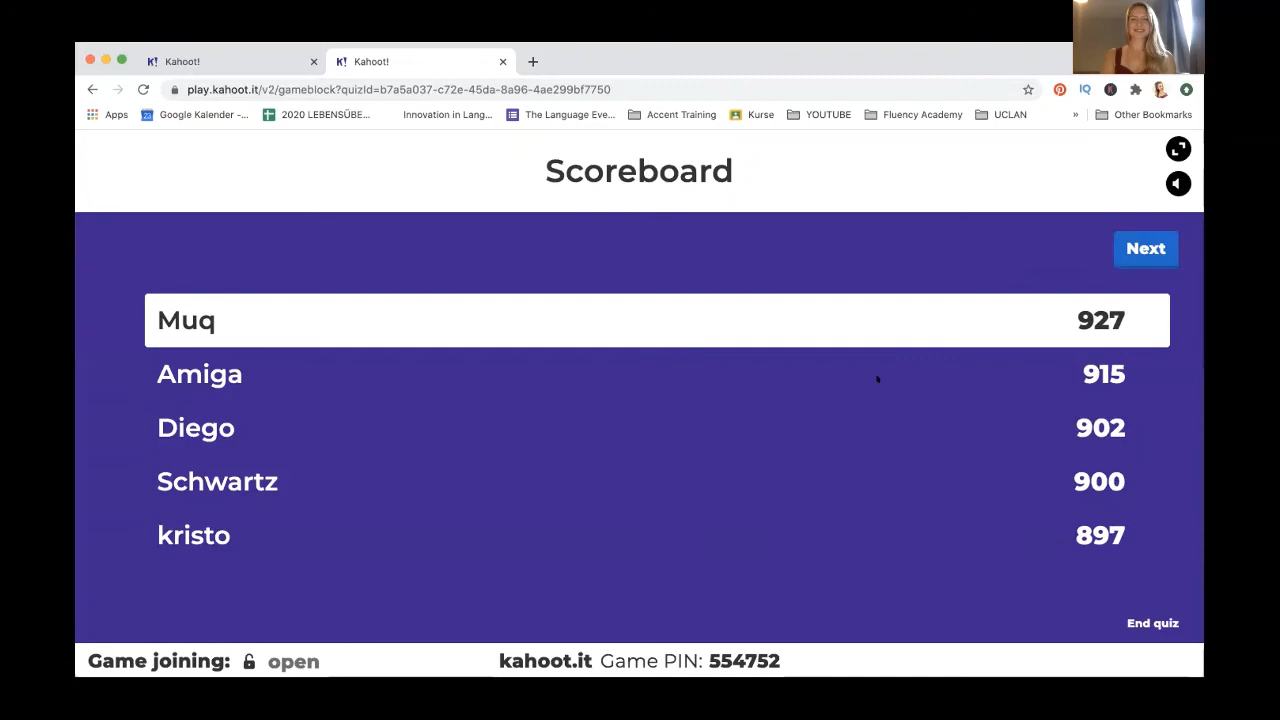 K! Kahoot!
K! Kahoot!
play.kahoot.it/v2/gameblock?quizId=b7a5a037-c72e-45da-8a96-4ae299bf7750
Apps Google Kalender -... 2020 LEBENSÜBE... Innovation in Lang... The Language Eve... Accent Training Kurse YOUTUBE Fluency Academy UCLAN » Other Bookmarks
Scoreboard
Next
Muq 927
Amiga 915
Diego 902
Schwartz 900
kristo 897
End quiz
Game joining: open kahoot.it Game PIN: 554752